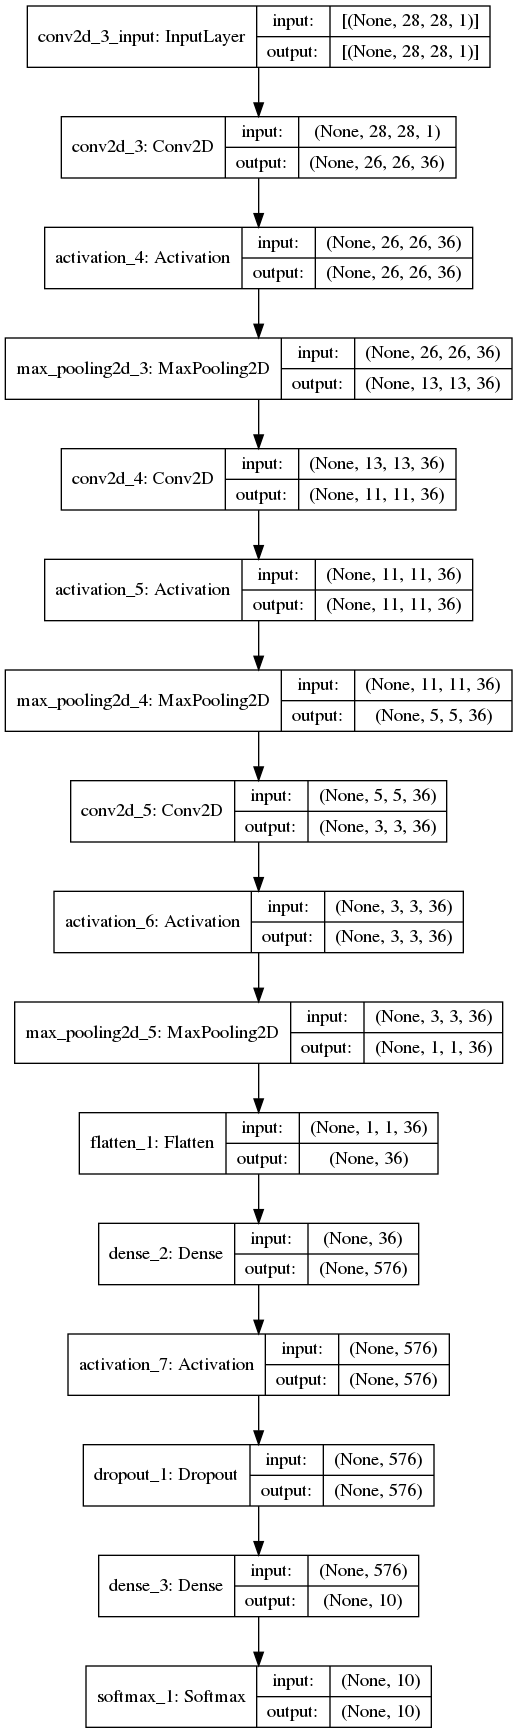 conv2d_3_input: InputLayer
input: [(None, 28, 28, 1)]
output: [(None, 28, 28, 1)]
conv2d_3: Conv2D
input: (None, 28, 28, 1)
output: (None, 26, 26, 36)
activation_4: Activation
input: (None, 26, 26, 36)
output: (None, 26, 26, 36)
max_pooling2d_3: MaxPooling2D
input: (None, 26, 26, 36)
output: (None, 13, 13, 36)
conv2d_4: Conv2D
input: (None, 13, 13, 36)
output: (None, 11, 11, 36)
activation_5: Activation
input: (None, 11, 11, 36)
output: (None, 11, 11, 36)
max_pooling2d_4: MaxPooling2D
input: (None, 11, 11, 36)
output: (None, 5, 5, 36)
conv2d_5: Conv2D
input: (None, 5, 5, 36)
output: (None, 3, 3, 36)
activation_6: Activation
input: (None, 3, 3, 36)
output: (None, 3, 3, 36)
max_pooling2d_5: MaxPooling2D
input: (None, 3, 3, 36)
output: (None, 1, 1, 36)
flatten_1: Flatten
input: (None, 1, 1, 36)
output: (None, 36)
dense_2: Dense
input: (None, 36)
output: (None, 576)
activation_7: Activation
input: (None, 576)
output: (None, 576)
dropout_1: Dropout
input: (None, 576)
output: (None, 576)
dense_3: Dense
input: (None, 576)
output: (None, 10)
softmax_1: Softmax
input: (None, 10)
output: (None, 10)